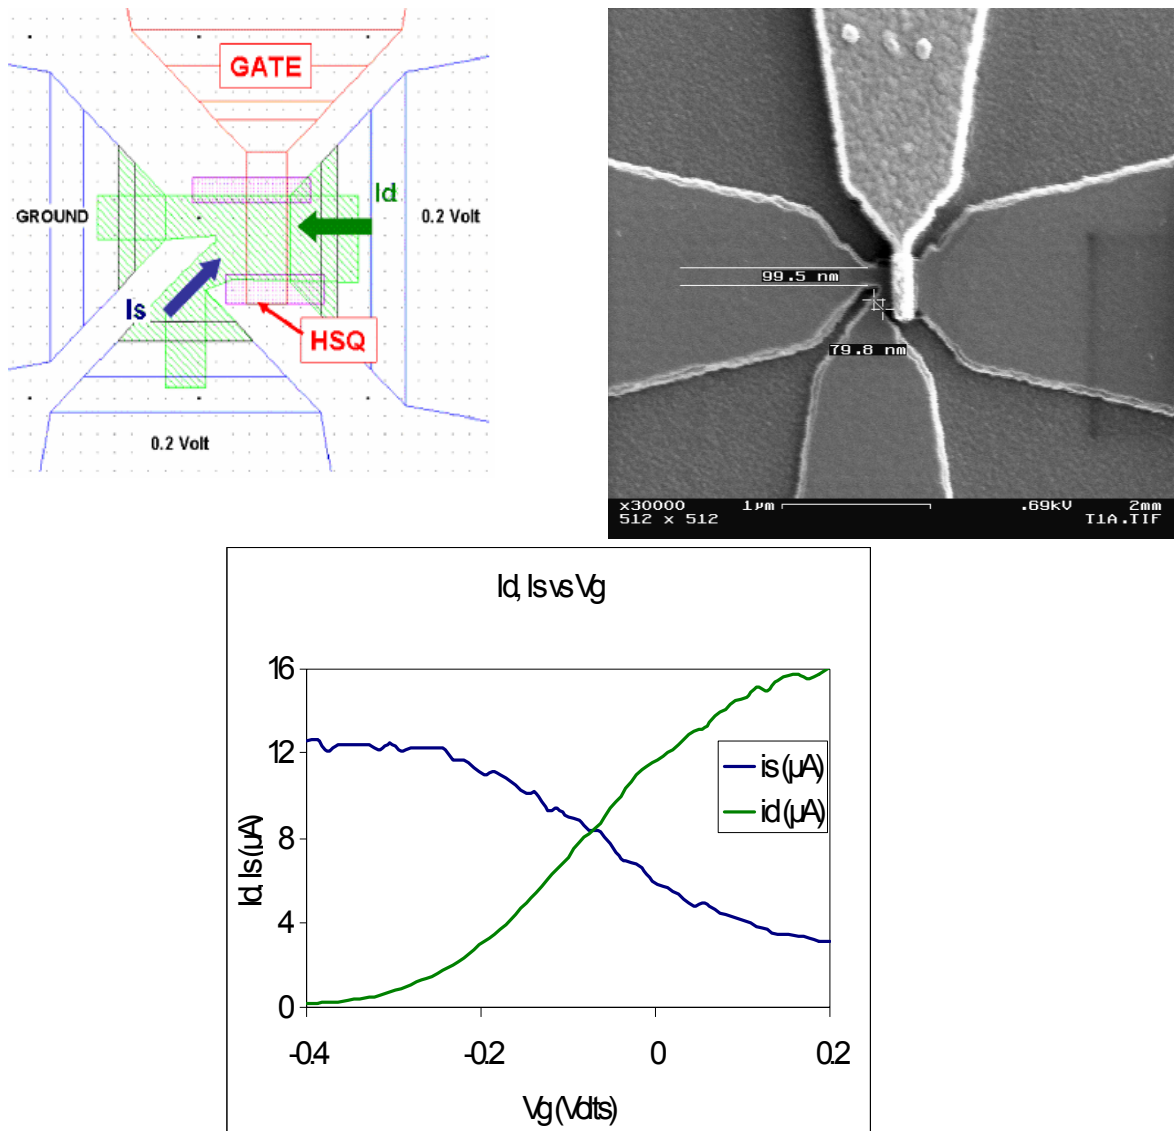 GATE
Id
GROUND
0.2 Volt
Is
HSQ
0.2 Volt
99.5 nm
79.8 nm
x30000 1µm .69kV 2mm
512 x 512 T1A.TIF
Id, Is vs Vg
16
12
8
4
0
-0.4 -0.2 0 0.2
Id, Is (µA)
Vg (Vdts)
is (µA)
id (µA)